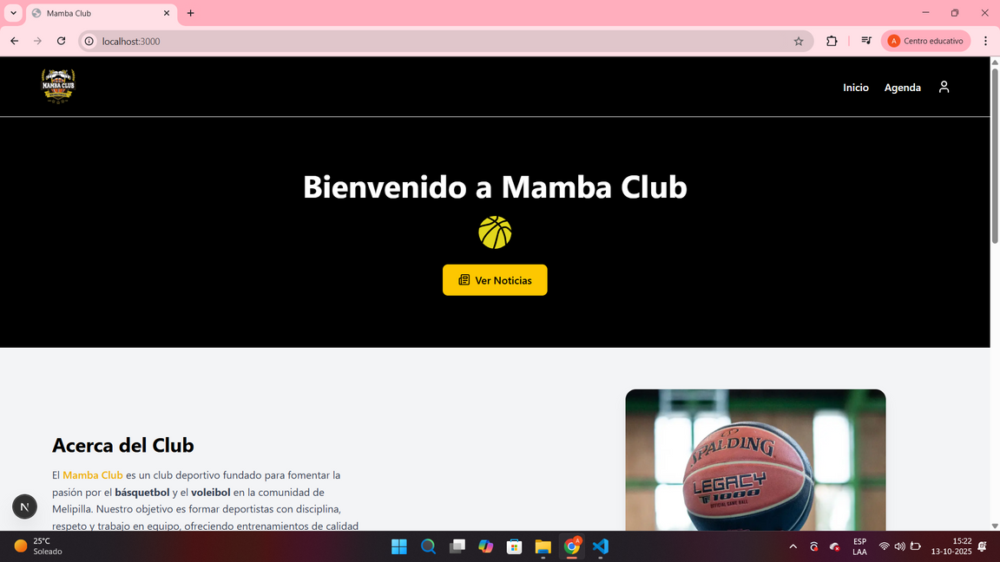 Mamba Club
localhost:3000
A
Centro educativo
MAMBA CLUB
Inicio
Agenda
Bienvenido a Mamba Club
Ver Noticias
Acerca del Club
El Mamba Club es un club deportivo fundado para fomentar la
pasión por el básquetbol y el voleibol en la comunidad de
Melipilla. Nuestro objetivo es formar deportistas con disciplina,
respeto y trabajo en equipo, ofreciendo entrenamientos de calidad
SPALDING
LEGACY
TF1000
OFFICIAL GAME BALL
N
25°C
Soleado
A
ESP
LAA
15:22
13-10-2025